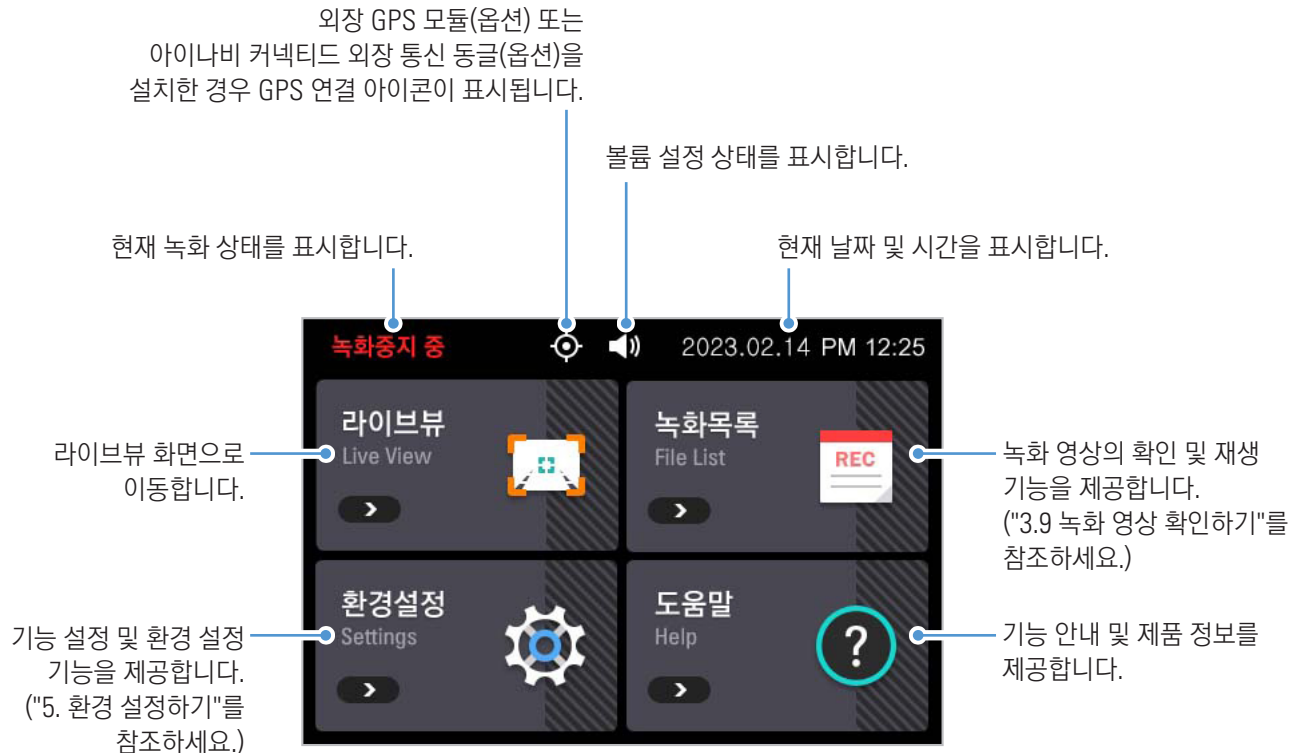 외장 GPS 모듈(옵션) 또는
아이나비 커넥티드 외장 통신 동글(옵션)을
설치한 경우 GPS 연결 아이콘이 표시됩니다.
볼륨 설정 상태를 표시합니다.
현재 녹화 상태를 표시합니다.
현재 날짜 및 시간을 표시합니다.
녹화중지 중
2023.02.14 PM 12:25
라이브뷰
Live View
녹화목록
File List
REC
라이브뷰 화면으로
이동합니다.
녹화 영상의 확인 및 재생
기능을 제공합니다.
("3.9 녹화 영상 확인하기"를
참조하세요.)
환경설정
Settings
도움말
Help
?
기능 설정 및 환경 설정
기능을 제공합니다.
("5. 환경 설정하기"를
참조하세요.)
기능 안내 및 제품 정보를
제공합니다.